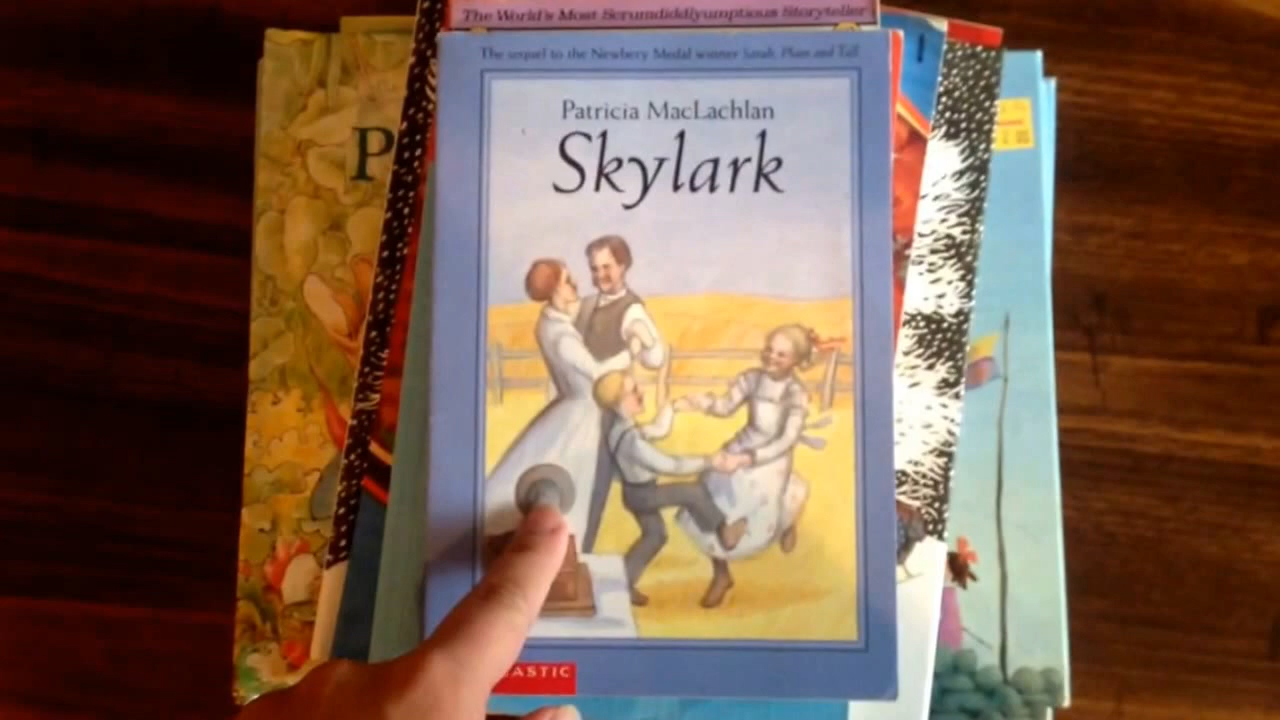 The World's Most Scrumdiddlyumptious Storyteller
The sequel to the Newbery Medal winner Sarah, Plain and Tall
Patricia MacLachlan
Skylark
P
!
ASTIC